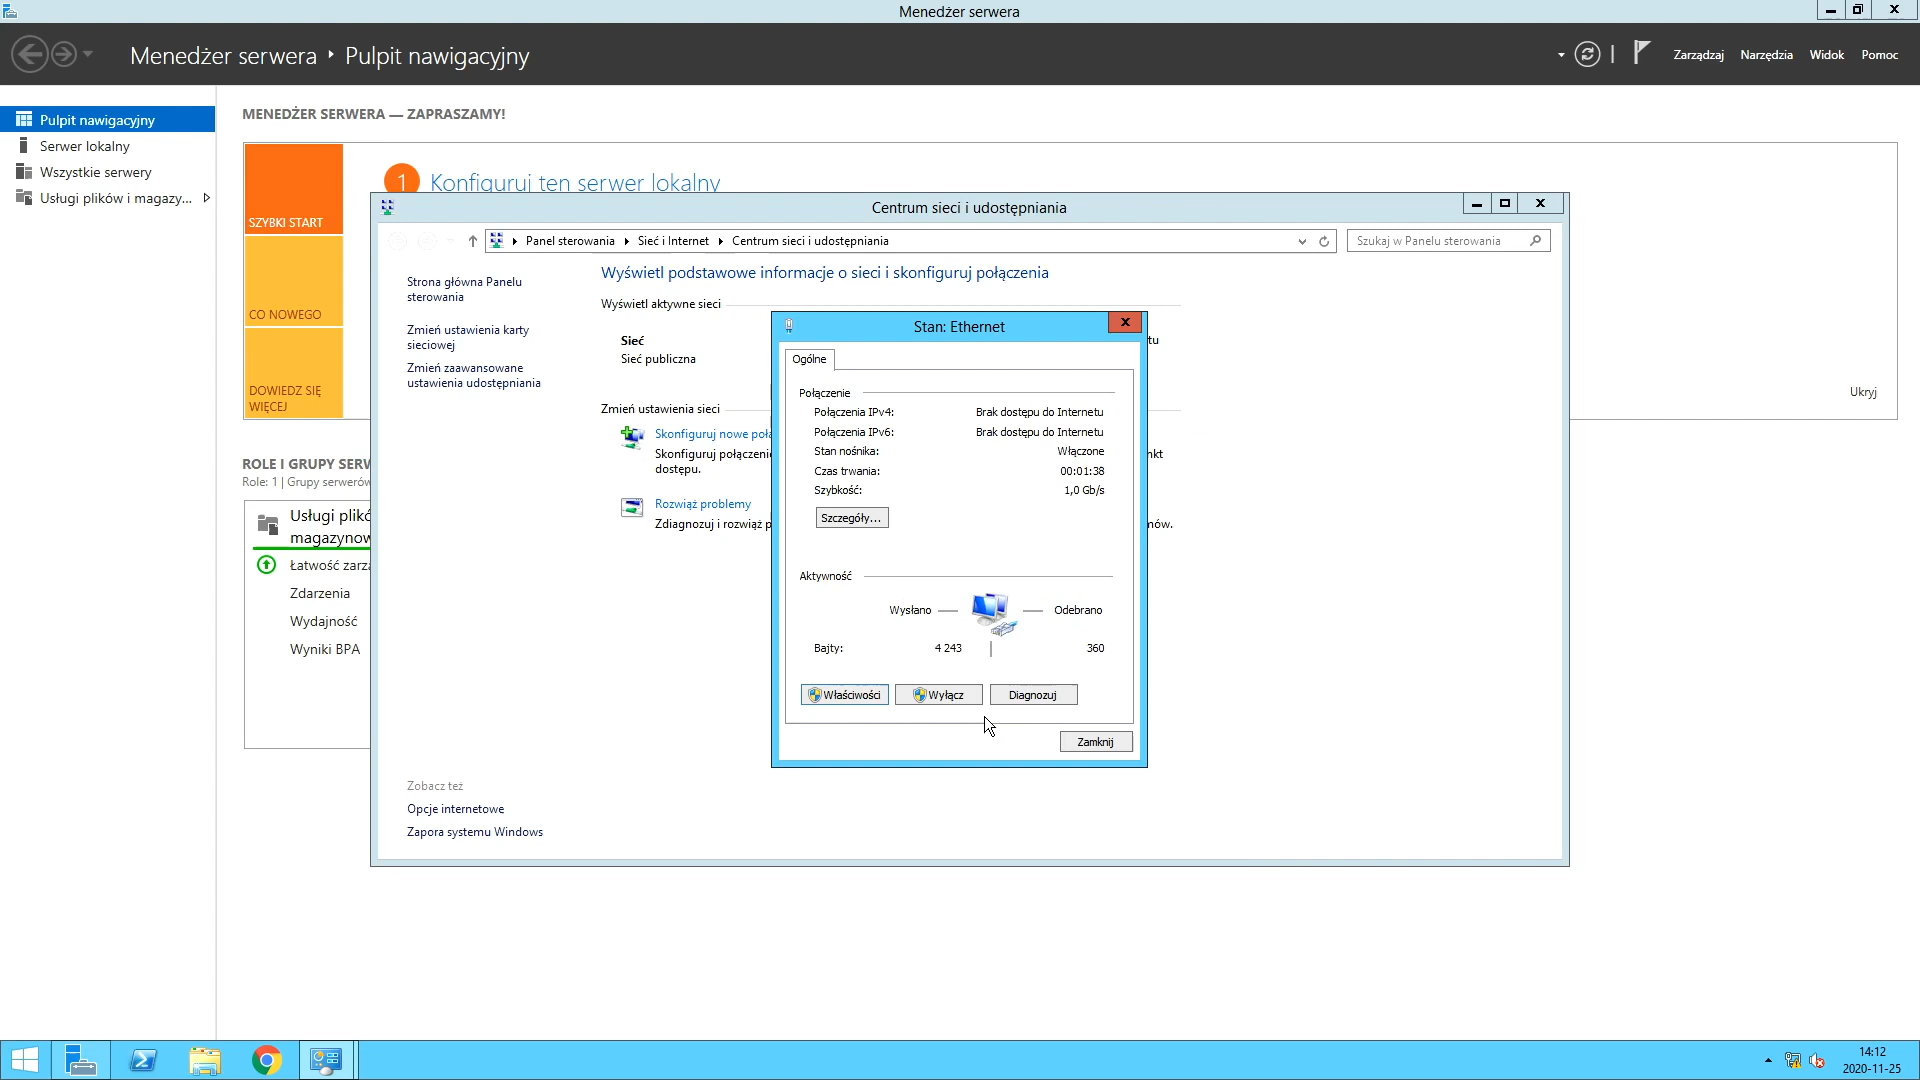 Menedżer serwera
Menedżer serwera ‣ Pulpit nawigacyjny
Zarządzaj Narzędzia Widok Pomoc
Pulpit nawigacyjny
Serwer lokalny
Wszystkie serwery
Usługi plików i magazy...
MENEDŻER SERWERA — ZAPRASZAMY!
SZYBKI START
CO NOWEGO
DOWIEDZ SIĘ
WIĘCEJ
1 Konfiguruj ten serwer lokalny
Ukryj
ROLE I GRUPY SERW
Role: 1 | Grupy serwerów
Usługi plikó
magazynow
Łatwość zarzą
Zdarzenia
Wydajność
Wyniki BPA
Centrum sieci i udostępniania
Panel sterowania ‣ Sieć i Internet ‣ Centrum sieci i udostępniania
Szukaj w Panelu sterowania
Strona główna Panelu
sterowania
Zmień ustawienia karty
sieciowej
Zmień zaawansowane
ustawienia udostępniania
Zobacz też
Opcje internetowe
Zapora systemu Windows
Wyświetl podstawowe informacje o sieci i skonfiguruj połączenia
Wyświetl aktywne sieci
Sieć
Sieć publiczna
tu
Zmień ustawienia sieci
Skonfiguruj nowe poł
Skonfiguruj połączeni
nkt
dostępu.
Rozwiąż problemy
Zdiagnozuj i rozwiąż p
mów.
Stan: Ethernet
Ogólne
Połączenie
Połączenia IPv4: Brak dostępu do Internetu
Połączenia IPv6: Brak dostępu do Internetu
Stan nośnika: Włączone
Czas trwania: 00:01:38
Szybkość: 1,0 Gb/s
Szczegóły...
Aktywność
Wysłano — — Odebrano
Bajty: 4 243 | 360
Właściwości Wyłącz Diagnozuj
Zamknij
14:12
2020-11-25